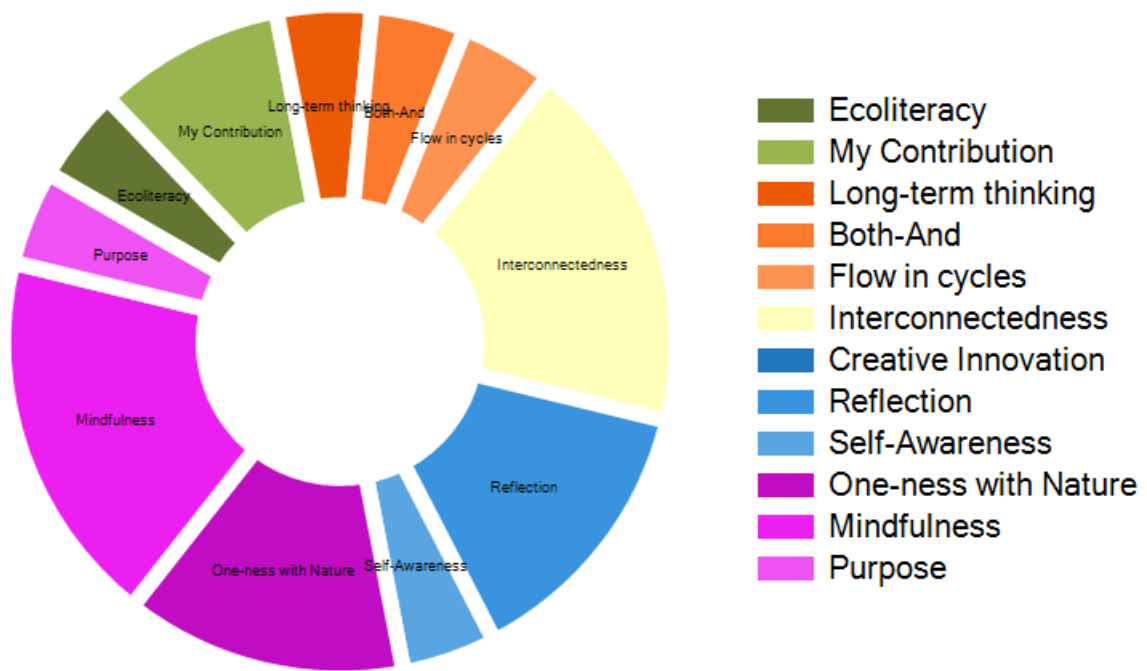 Long-term thinking
Both-And
My Contribution
Flow in cycles
Ecoliteracy
Purpose
Interconnectedness
Mindfulness
Reflection
One-ness with Nature
Self-Awareness
Ecoliteracy
My Contribution
Long-term thinking
Both-And
Flow in cycles
Interconnectedness
Creative Innovation
Reflection
Self-Awareness
One-ness with Nature
Mindfulness
Purpose